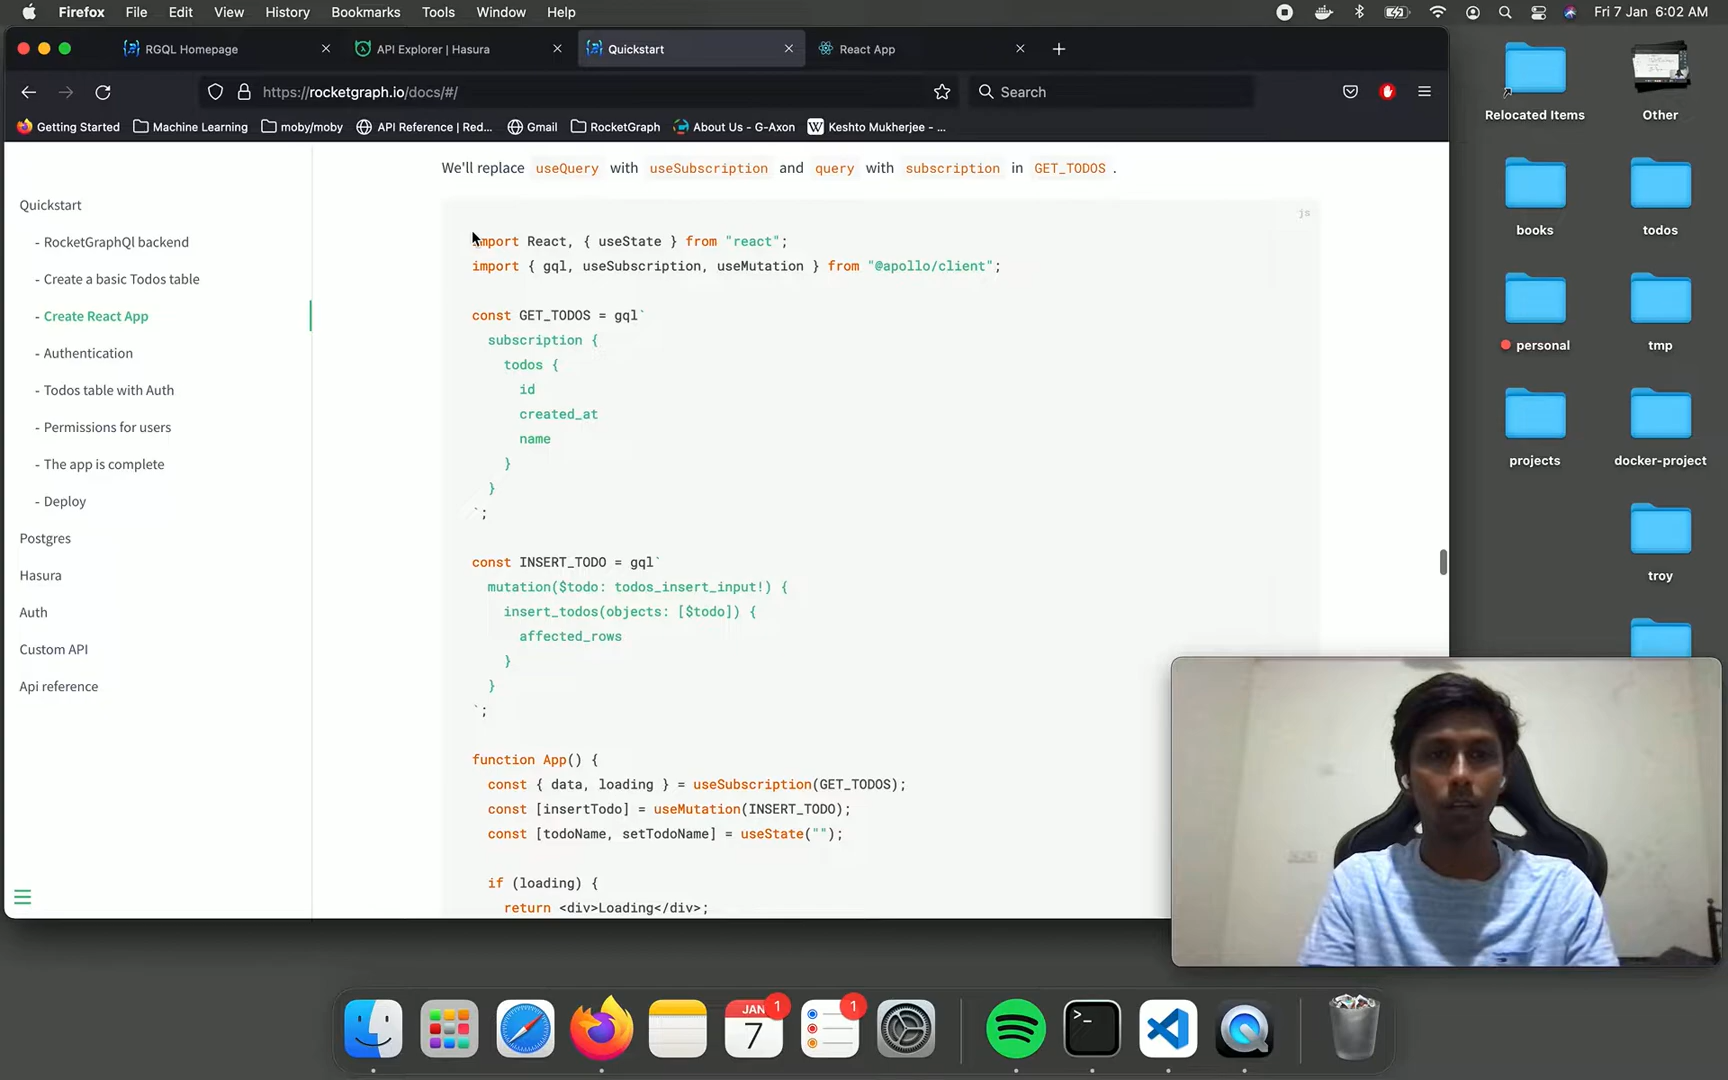 Firefox File Edit View History Bookmarks Tools Window Help Fri 7 Jan 6:02 AM
RGQL Homepage API Explorer | Hasura Quickstart React App
https://rocketgraph.io/docs/#/ Search
Getting Started Machine Learning moby/moby API Reference | Red... Gmail RocketGraph About Us - G-Axon Keshto Mukherjee - ...
Relocated Items Other
books todos
personal tmp
projects docker-project
troy
Quickstart
- RocketGraphQl backend
- Create a basic Todos table
- Create React App
- Authentication
- Todos table with Auth
- Permissions for users
- The app is complete
- Deploy
Postgres
Hasura
Auth
Custom API
Api reference
We'll replace useQuery with useSubscription and query with subscription in GET_TODOS .
js
import React, { useState } from "react";
import { gql, useSubscription, useMutation } from "@apollo/client";
const GET_TODOS = gql`
subscription {
todos {
id
created_at
name
}
}
`;
const INSERT_TODO = gql`
mutation($todo: todos_insert_input!) {
insert_todos(objects: [$todo]) {
affected_rows
}
}
`;
function App() {
const { data, loading } = useSubscription(GET_TODOS);
const [insertTodo] = useMutation(INSERT_TODO);
const [todoName, setTodoName] = useState("");
if (loading) {
return <div>Loading</div>;
JAN
7
1
1
>_